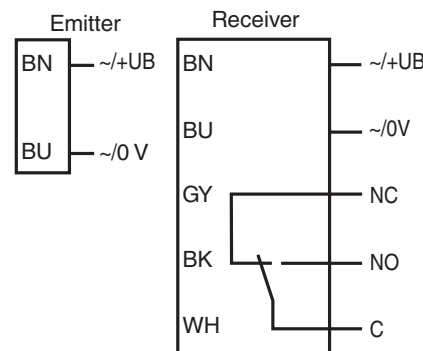 Emitter
BN ~/+UB
BU ~/0 V
Receiver
BN ~/+UB
BU ~/0V
GY NC
BK NO
WH C